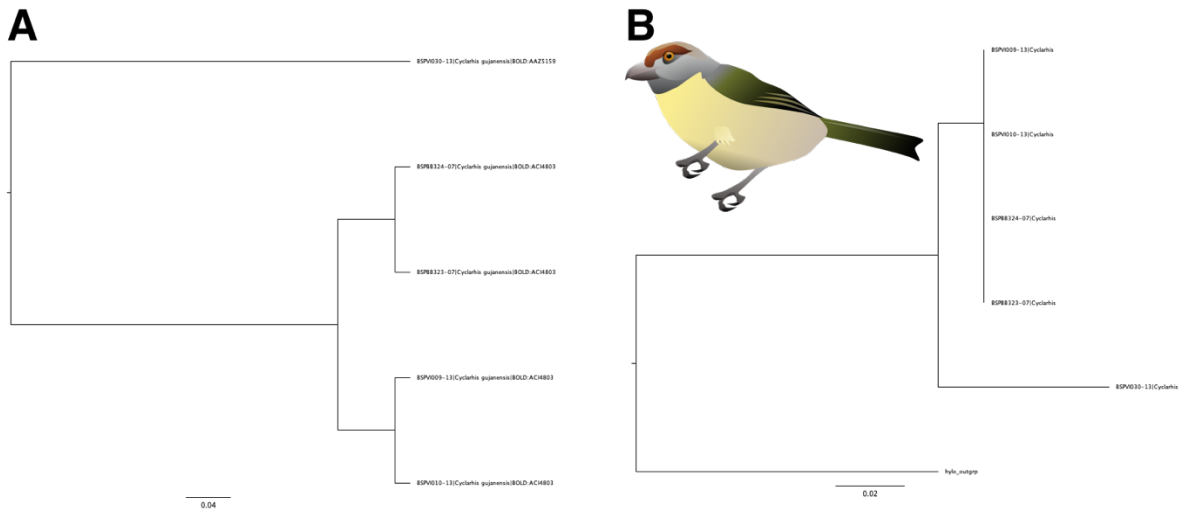 A
BSPVI030-13|Cyclarhis gujanensis|BOLD:AAZ5159
BSPBB324-07|Cyclarhis gujanensis|BOLD:ACI4803
BSPBB323-07|Cyclarhis gujanensis|BOLD:ACI4803
BSPVI009-13|Cyclarhis gujanensis|BOLD:ACI4803
BSPVI010-13|Cyclarhis gujanensis|BOLD:ACI4803
0.04
B
BSPVI009-13|Cyclarhis
BSPVI010-13|Cyclarhis
BSPBB324-07|Cyclarhis
BSPBB323-07|Cyclarhis
BSPVI030-13|Cyclarhis
hylo_outgrp
0.02